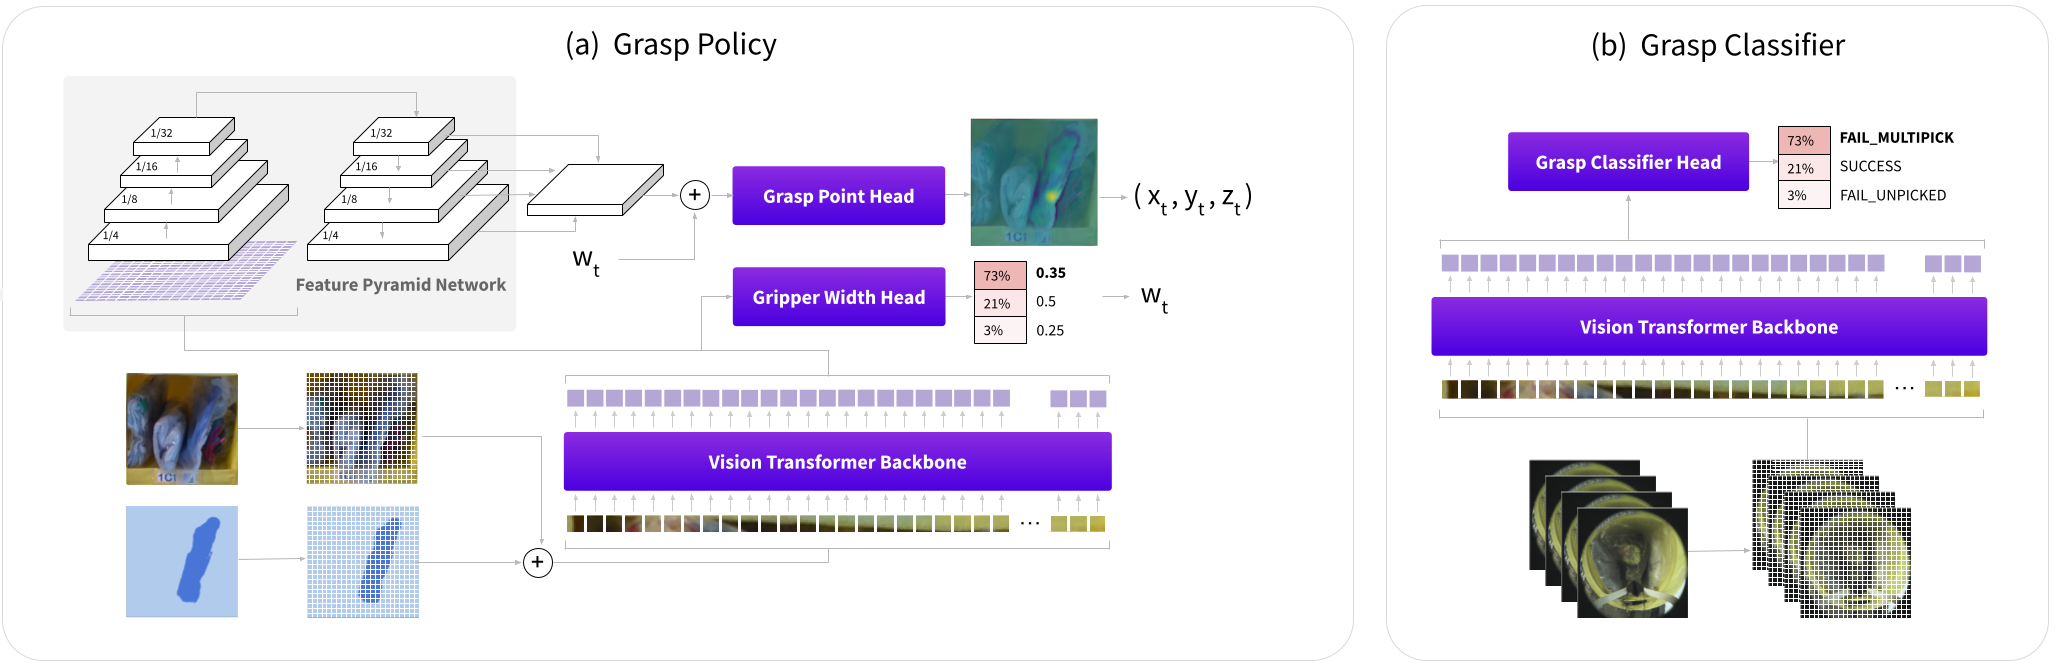 (a) Grasp Policy
1/32
1/16
1/8
1/4
1/32
1/16
1/8
1/4
Feature Pyramid Network
+
w_t
Grasp Point Head
(x_t, y_t, z_t)
Gripper Width Head
73% 0.35
21% 0.5
3% 0.25
w_t
Vision Transformer Backbone
...
+
(b) Grasp Classifier
Grasp Classifier Head
73% FAIL_MULTIPICK
21% SUCCESS
3% FAIL_UNPICKED
Vision Transformer Backbone
...